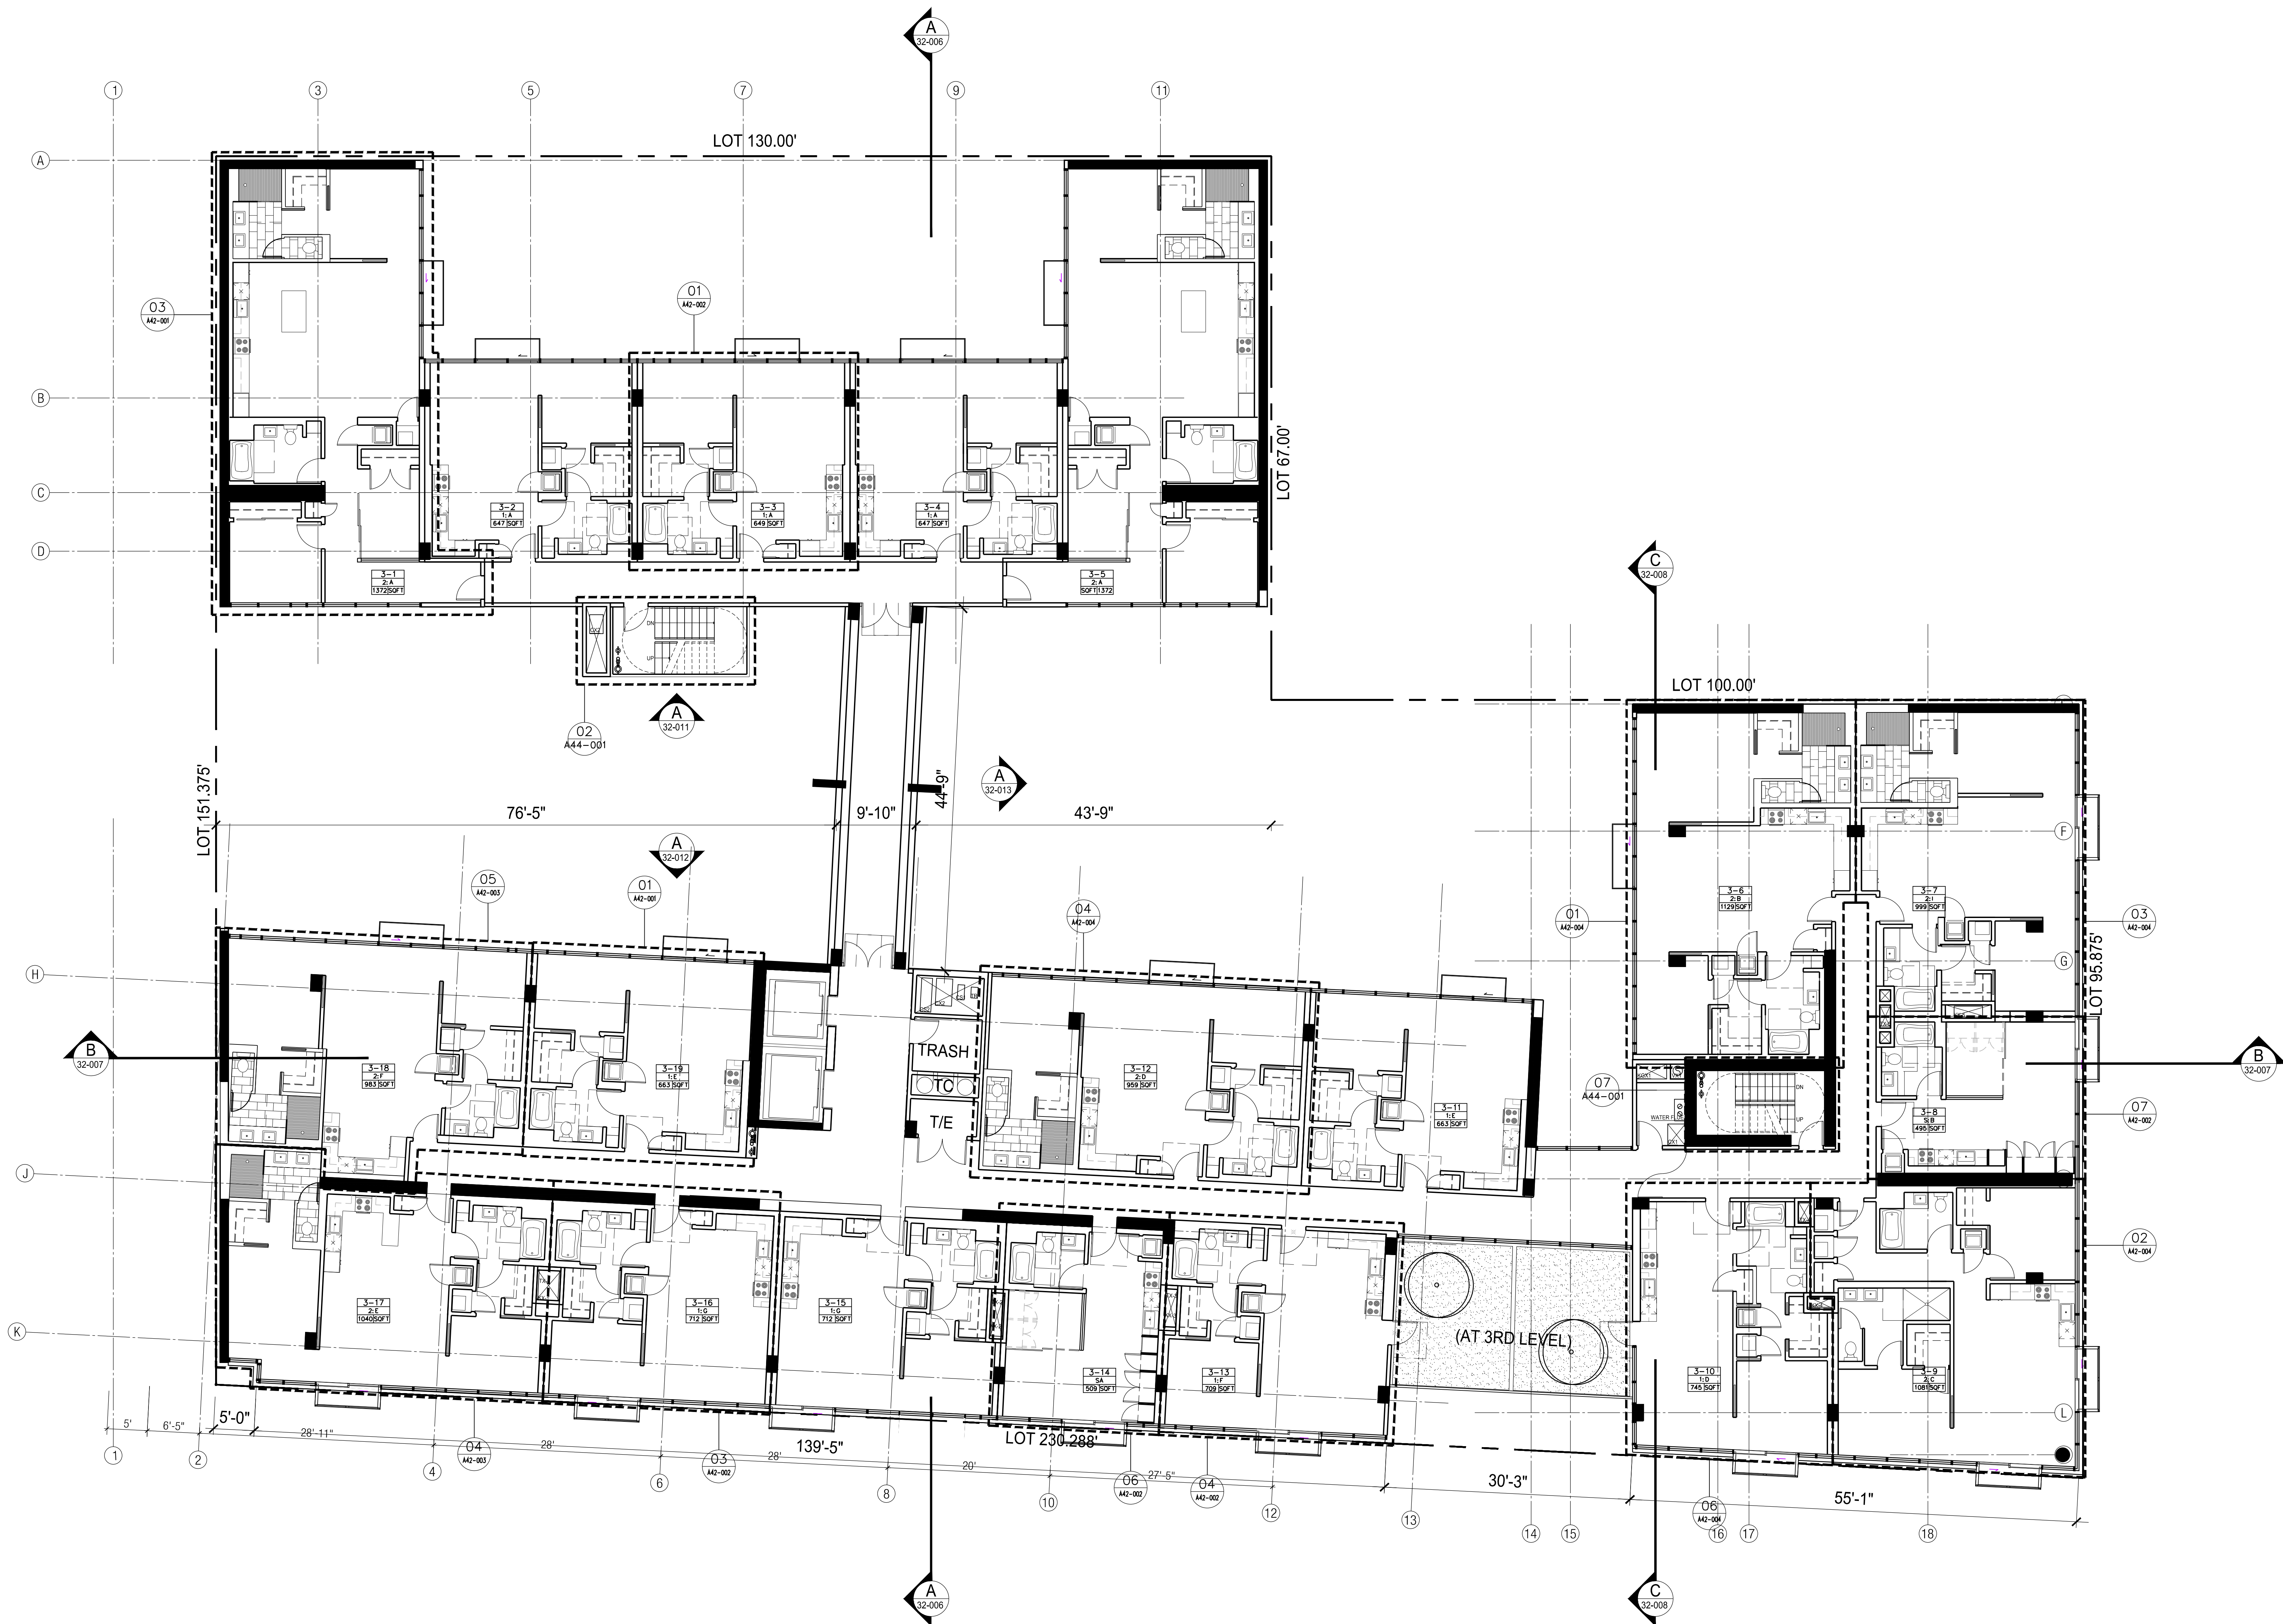 A
32-006
1
3
5
7
9
11
LOT 130.00'
A
03
A42-001
01
A42-002
B
LOT 67.00'
C
3-2
1:A
647 SQFT
3-3
1:A
649 SQFT
3-4
1:A
647 SQFT
D
3-1
2:A
1372 SQFT
3-5
2:A
SQFT 1372
C
32-008
DN
UP
LOT 100.00'
02
A44-001
A
32-011
A
32-013
44'-9"
LOT 151.375'
76'-5"
9'-10"
43'-9"
F
A
32-012
05
A42-003
01
A42-001
04
A42-004
01
A42-004
3-6
2:B
1129 SQFT
3-7
2:I
999 SQFT
03
A42-004
LOT 95.875'
H
G
B
32-007
TRASH
TC
T/E
3-18
2:F
983 SQFT
3-19
1:E
663 SQFT
3-12
2:D
959 SQFT
3-11
1:E
663 SQFT
07
A44-001
DN
UP
3-8
S:B
495 SQFT
B
32-007
07
A42-002
J
02
A42-004
3-17
2:E
1040 SQFT
3-16
1:G
712 SQFT
3-15
1:G
712 SQFT
3-14
SA
509 SQFT
3-13
1:F
709 SQFT
(AT 3RD LEVEL)
3-10
1:D
745 SQFT
3-9
2:C
1081 SQFT
K
L
5'
6'-5"
5'-0"
28'-11"
28'
139'-5"
28'
LOT 230.288'
20'
27'-5"
30'-3"
55'-1"
04
A42-003
03
A42-002
06
A42-002
04
A42-002
06
A42-004
1
2
4
6
8
10
12
13
14
15
16
17
18
A
32-006
C
32-008